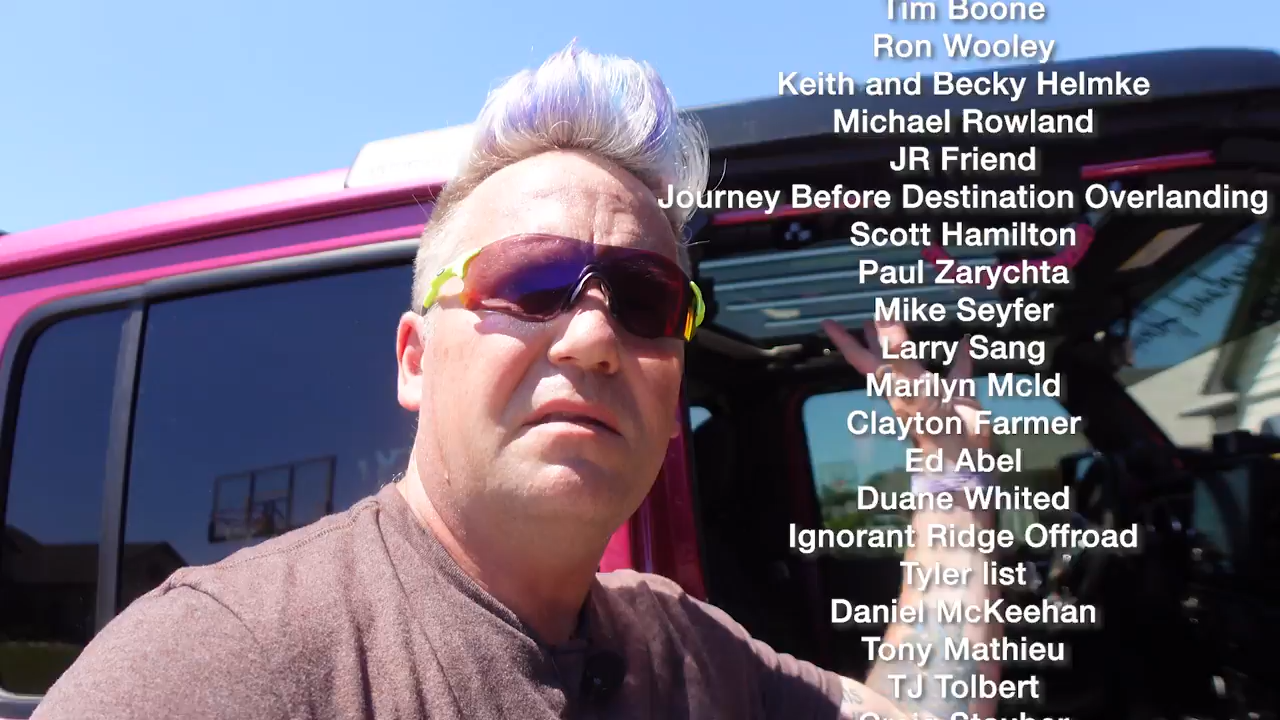 Tim Boone
Ron Wooley
Keith and Becky Helmke
Michael Rowland
JR Friend
Journey Before Destination Overlanding
Scott Hamilton
Paul Zarychta
Mike Seyfer
Larry Sang
Marilyn Mcld
Clayton Farmer
Ed Abel
Duane Whited
Ignorant Ridge Offroad
Tyler list
Daniel McKeehan
Tony Mathieu
TJ Tolbert
Craig Stauber